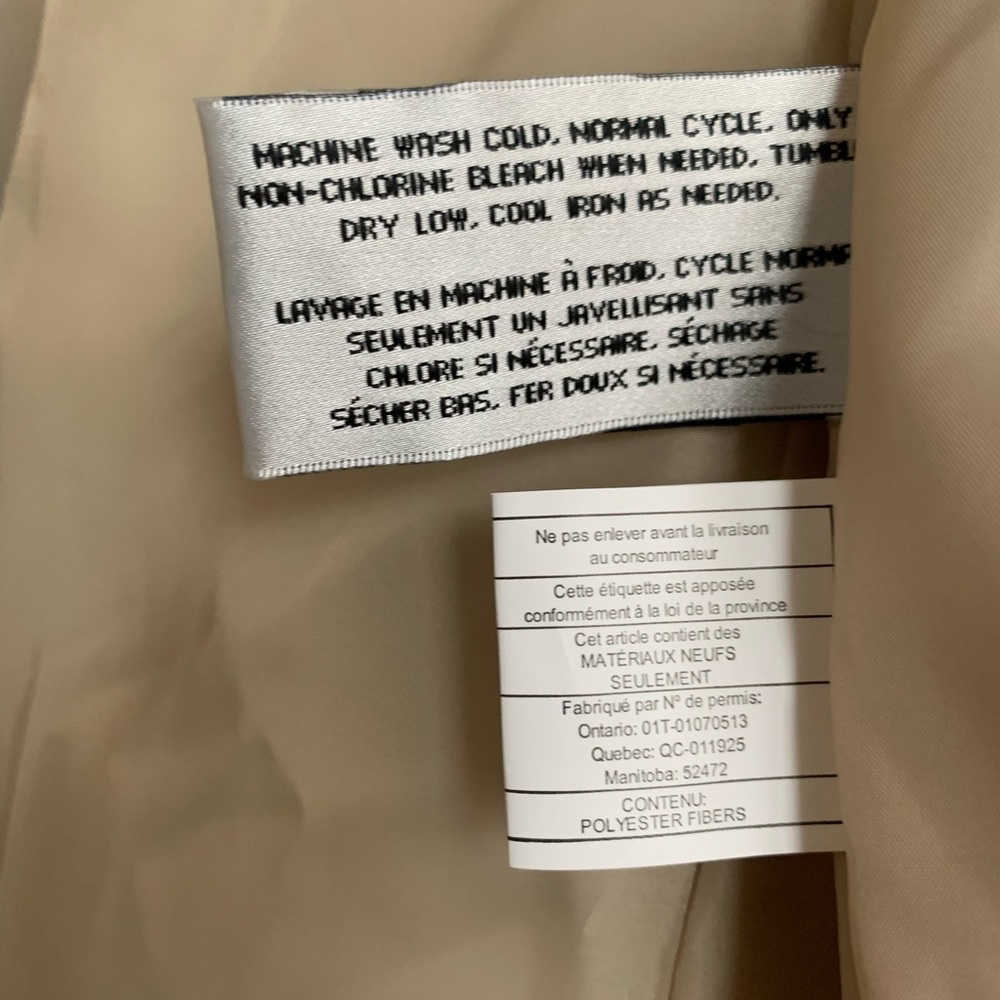 MACHINE WASH COLD, NORMAL CYCLE, ONLY
NON-CHLORINE BLEACH WHEN NEEDED, TUMBL
DRY LOW, COOL IRON AS NEEDED.
LAVAGE EN MACHINE À FROID, CYCLE NORMA
SEULEMENT UN JAVELLISANT SANS
CHLORE SI NÉCESSAIRE, SÉCHAGE
SÉCHER BAS, FER DOUX SI NÉCESSAIRE.
Ne pas enlever avant la livraison
au consommateur
Cette étiquette est apposée
conformément à la loi de la province
Cet article contient des
MATÉRIAUX NEUFS
SEULEMENT
Fabriqué par Nº de permis:
Ontario: 01T-01070513
Quebec: QC-011925
Manitoba: 52472
CONTENU:
POLYESTER FIBERS